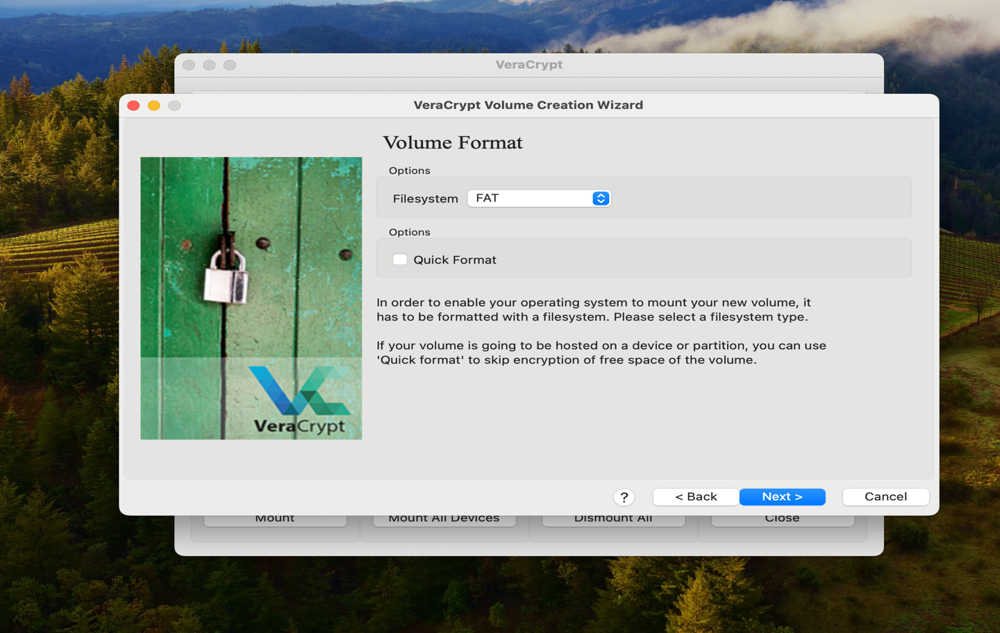 VeraCrypt
VeraCrypt Volume Creation Wizard
Volume Format
Options
Filesystem FAT
Options
Quick Format
In order to enable your operating system to mount your new volume, it
has to be formatted with a filesystem. Please select a filesystem type.
If your volume is going to be hosted on a device or partition, you can use
'Quick format' to skip encryption of free space of the volume.
VeraCrypt
? < Back Next > Cancel
Mount Mount All Devices Dismount All Close